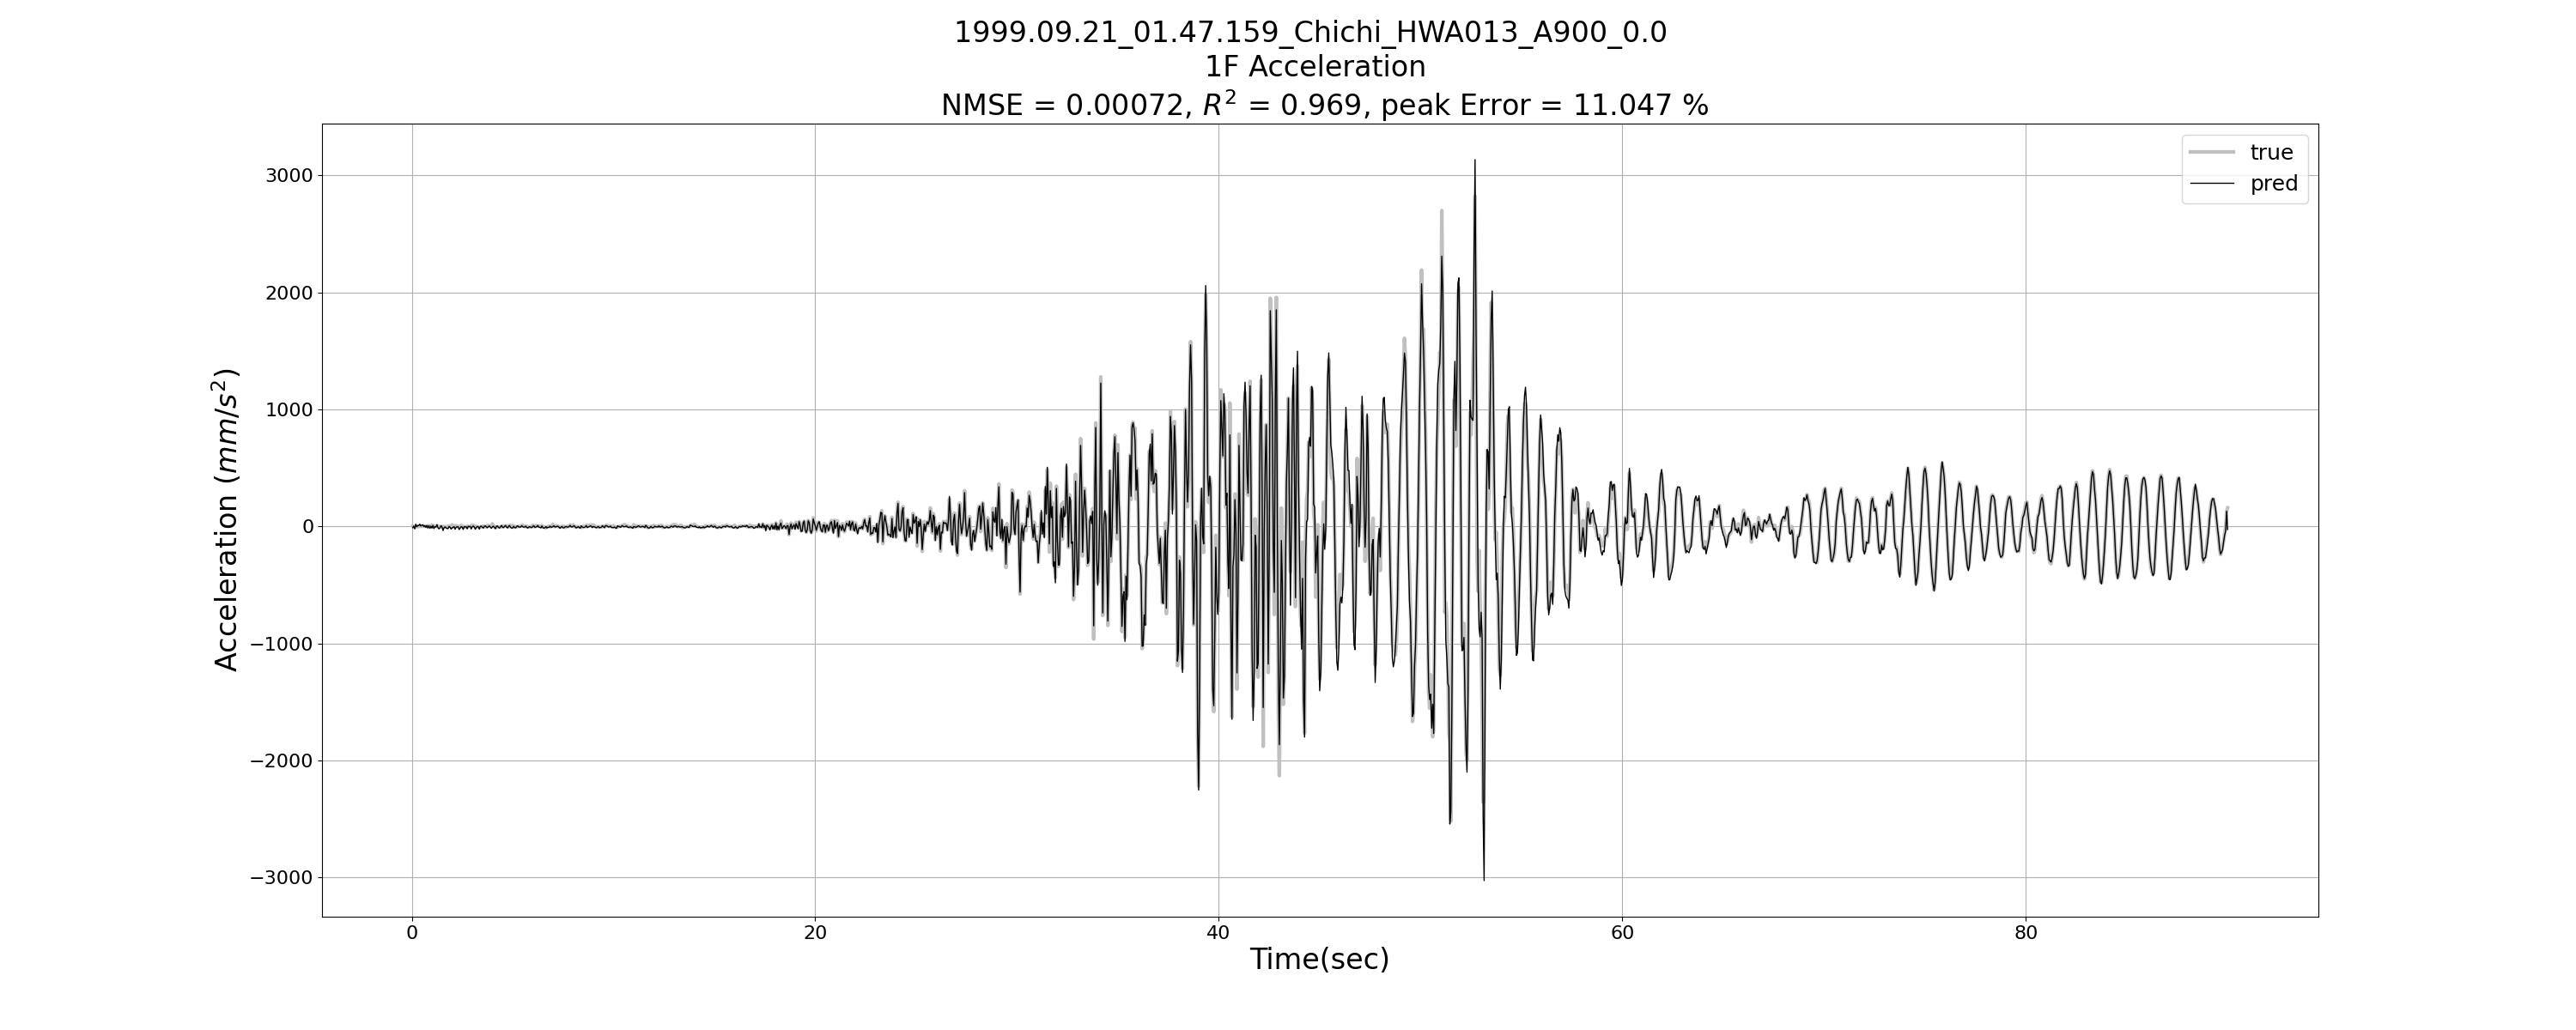 1999.09.21_01.47.159_Chichi_HWA013_A900_0.0
1F Acceleration
NMSE = 0.00072, R² = 0.969, peak Error = 11.047 %
true
pred
3000
2000
1000
0
−1000
−2000
−3000
Acceleration (mm/s²)
0 20 40 60 80
Time(sec)